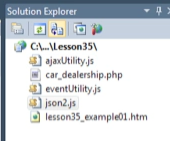 Solution Explorer
C:\...\Lesson35\
ajaxUtility.js
car_dealership.php
eventUtility.js
json2.js
lesson35_example01.htm